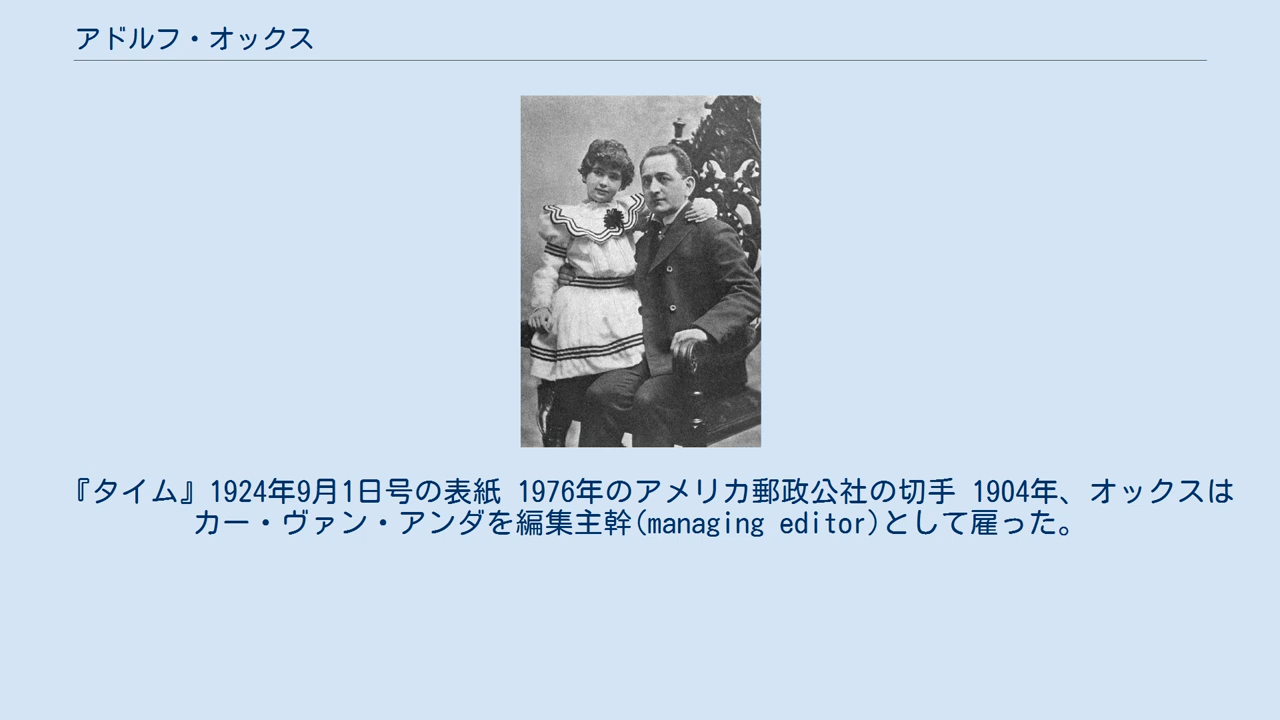 アドルフ・オックス
『タイム』1924年9月1日号の表紙 1976年のアメリカ郵政公社の切手 1904年、オックスは
カー・ヴァン・アンダを編集主幹(managing editor)として雇った。